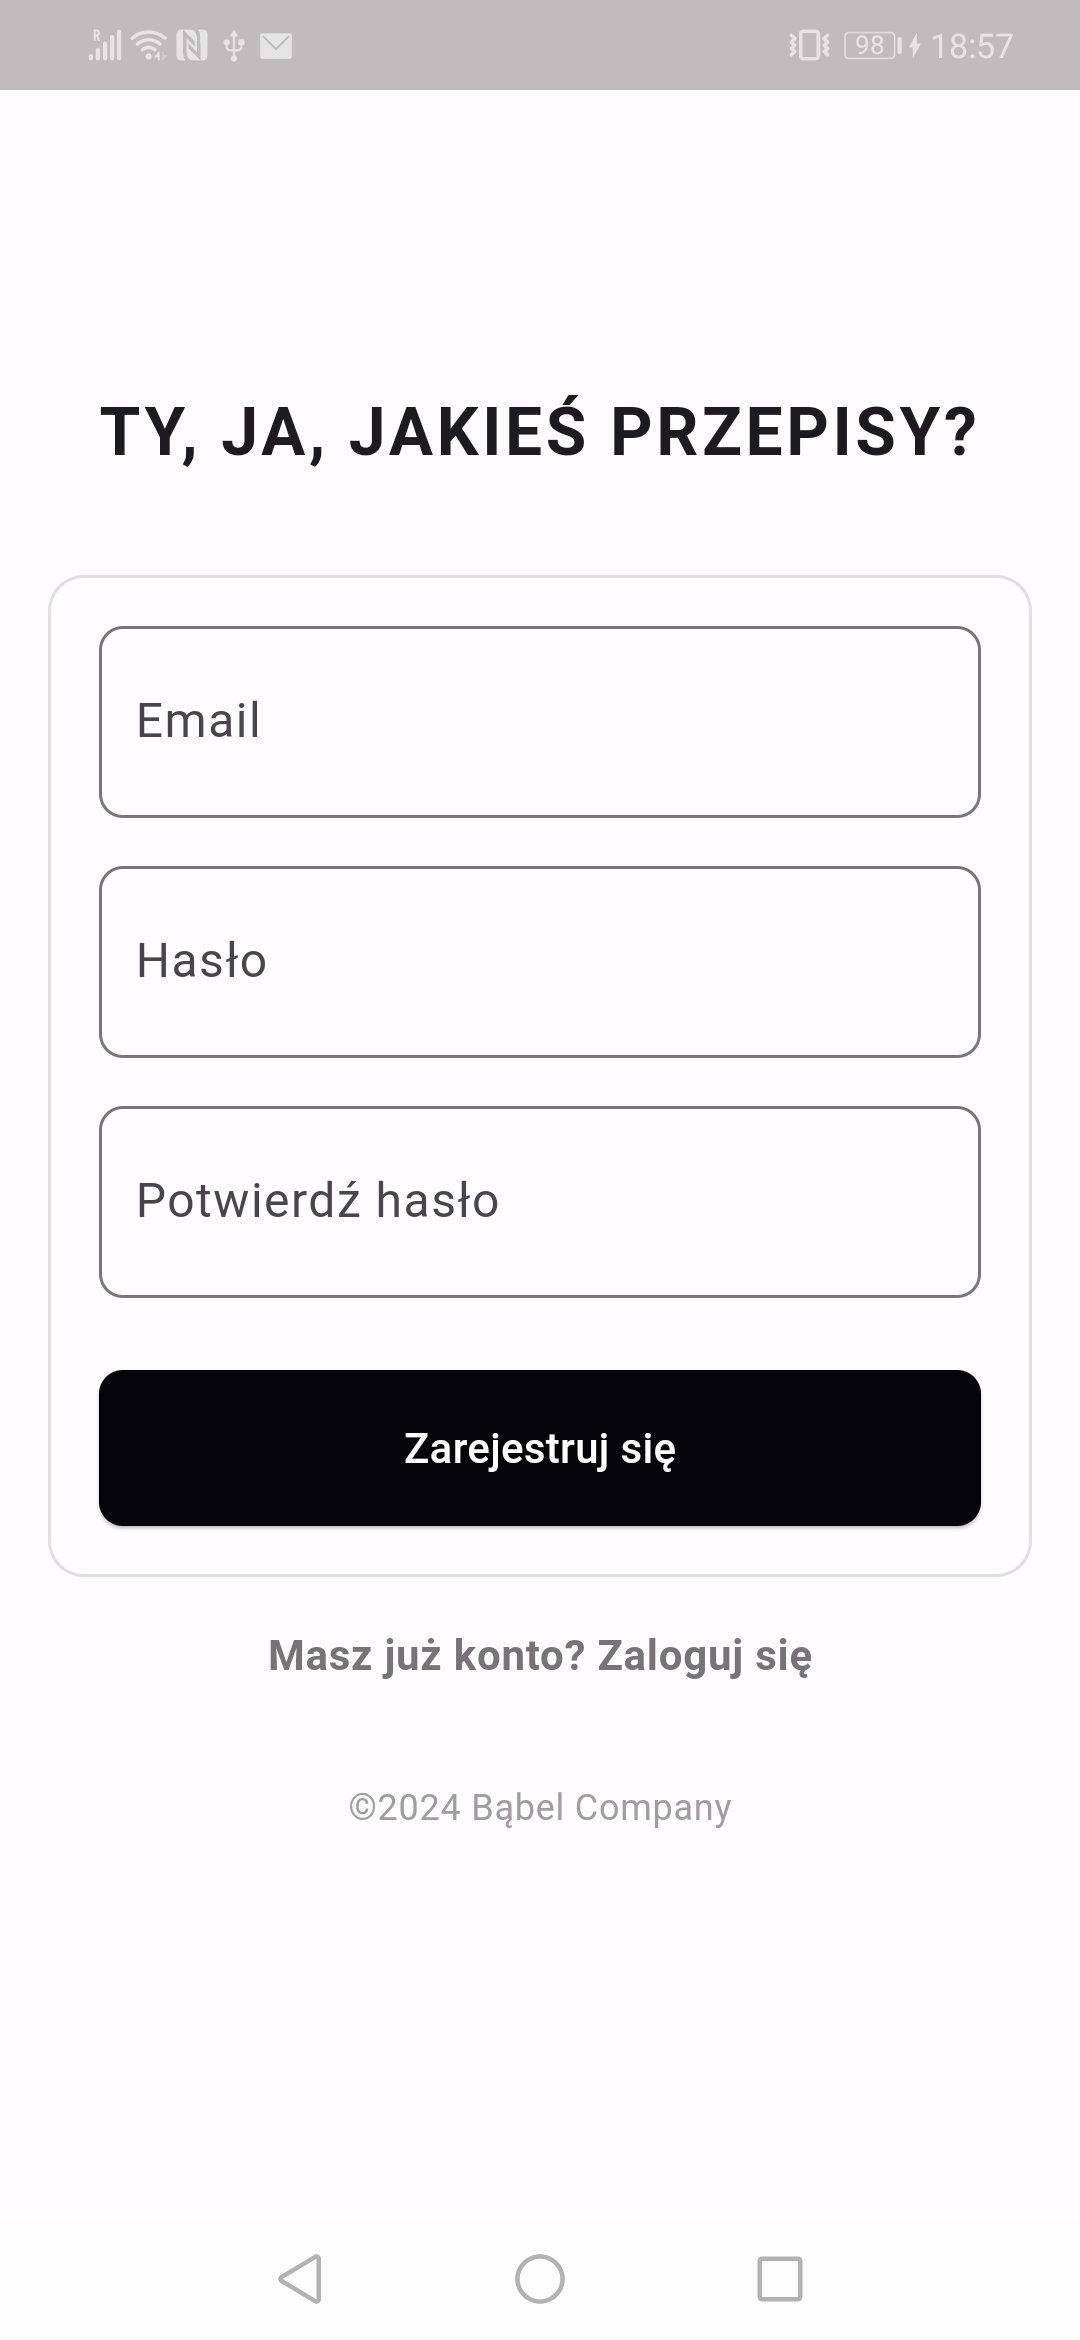 R 98 18:57
TY, JA, JAKIEŚ PRZEPISY?
Email
Hasło
Potwierdź hasło
Zarejestruj się
Masz już konto? Zaloguj się
©2024 Bąbel Company